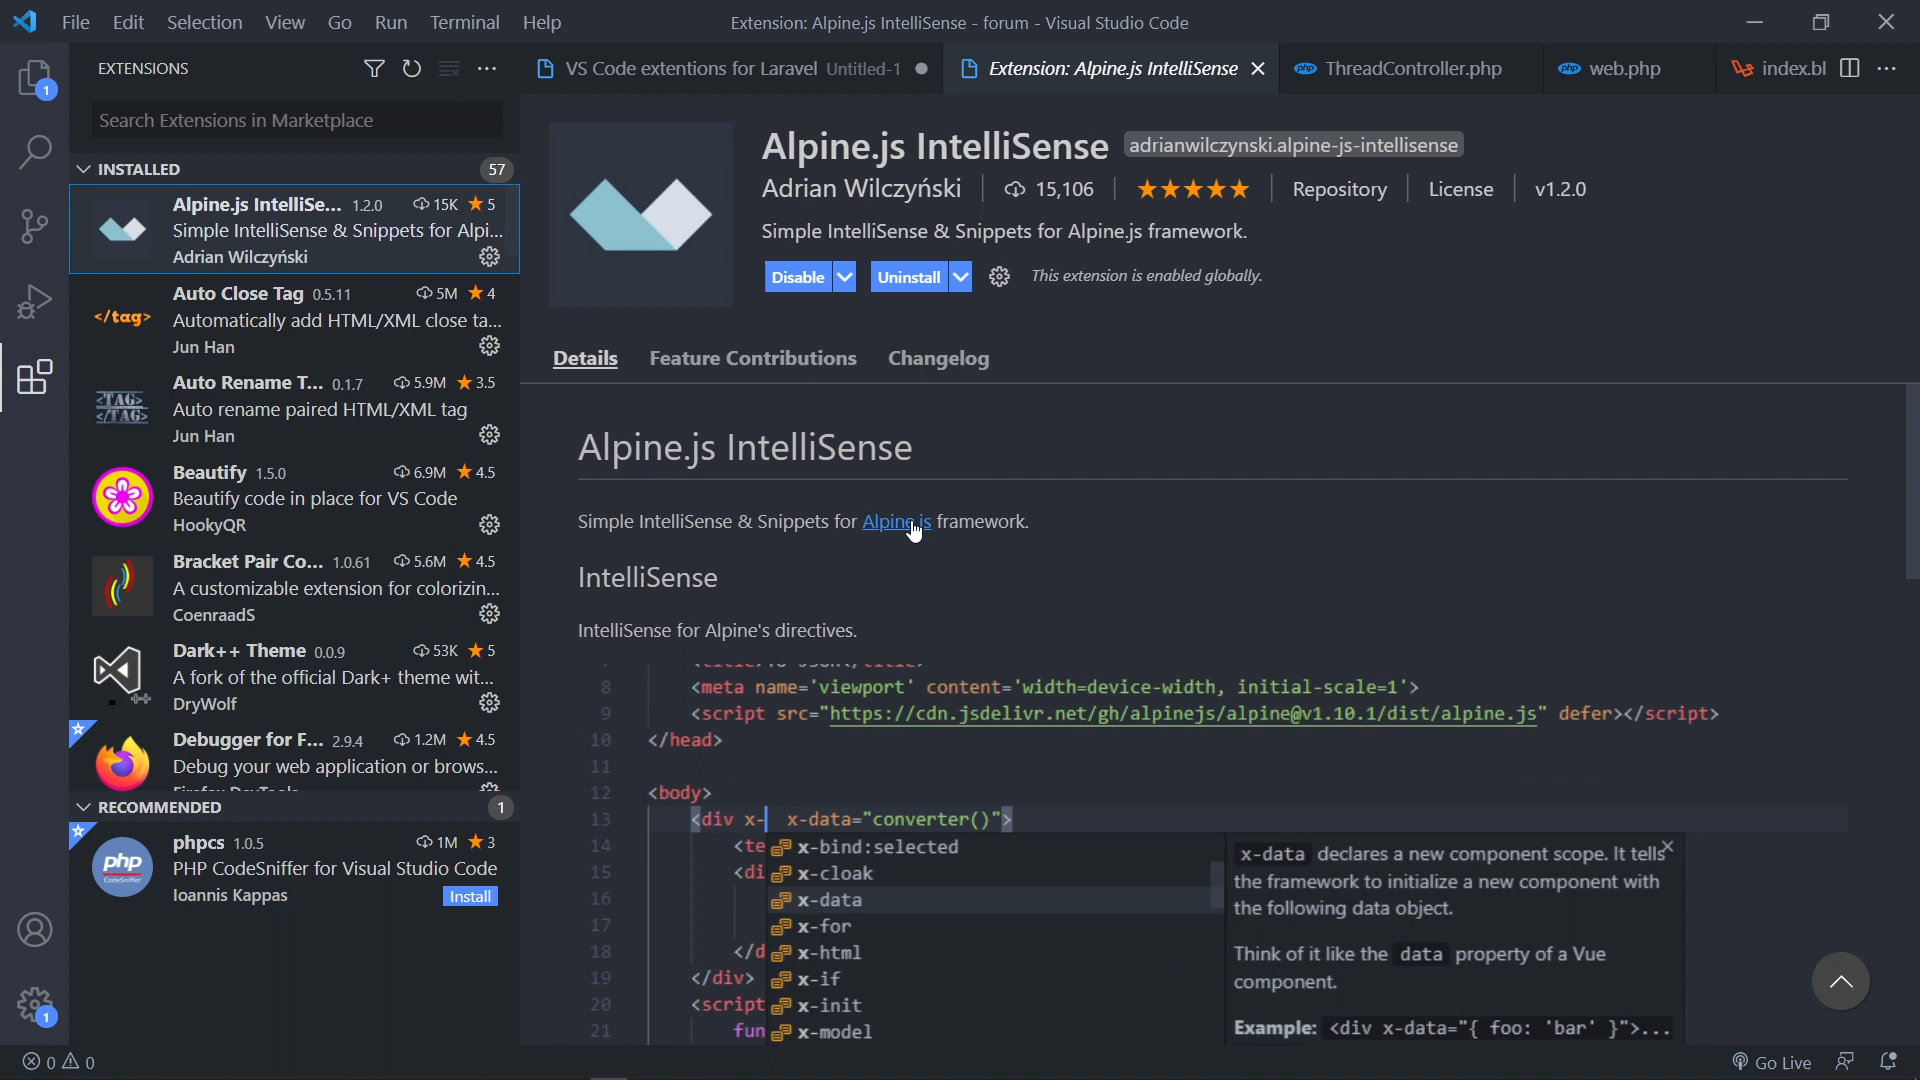 File Edit Selection View Go Run Terminal Help
Extension: Alpine.js IntelliSense - forum - Visual Studio Code
EXTENSIONS
VS Code extentions for Laravel Untitled-1
Extension: Alpine.js IntelliSense
ThreadController.php
web.php
index.bl
1
Search Extensions in Marketplace
INSTALLED 57
Alpine.js IntelliSe... 1.2.0 15K ★ 5
Simple IntelliSense & Snippets for Alpi...
Adrian Wilczyński
</tag>
Auto Close Tag 0.5.11 5M ★ 4
Automatically add HTML/XML close ta...
Jun Han
<TAG>
</TAG>
Auto Rename T... 0.1.7 5.9M ★ 3.5
Auto rename paired HTML/XML tag
Jun Han
Beautify 1.5.0 6.9M ★ 4.5
Beautify code in place for VS Code
HookyQR
Bracket Pair Co... 1.0.61 5.6M ★ 4.5
A customizable extension for colorizin...
CoenraadS
Dark++ Theme 0.0.9 53K ★ 5
A fork of the official Dark+ theme wit...
DryWolf
Debugger for F... 2.9.4 1.2M ★ 4.5
Debug your web application or brows...
RECOMMENDED 1
php
CodeSniffer
phpcs 1.0.5 1M ★ 3
PHP CodeSniffer for Visual Studio Code
Ioannis Kappas Install
1
Alpine.js IntelliSense adrianwilczynski.alpine-js-intellisense
Adrian Wilczyński 15,106 ★★★★★ Repository License v1.2.0
Simple IntelliSense & Snippets for Alpine.js framework.
Disable Uninstall This extension is enabled globally.
Details Feature Contributions Changelog
Alpine.js IntelliSense
Simple IntelliSense & Snippets for Alpine.js framework.
IntelliSense
IntelliSense for Alpine's directives.
8 <meta name='viewport' content='width=device-width, initial-scale=1'>
9 <script src="https://cdn.jsdelivr.net/gh/alpinejs/alpine@v1.10.1/dist/alpine.js" defer></script>
10 </head>
11
12 <body>
13 <div x- x-data="converter()">
14 <te x-bind:selected
15 <di x-cloak
16 x-data
17 x-for
18 </d x-html
19 </div> x-if
20 <script x-init
21 fun x-model
x-data declares a new component scope. It tells
the framework to initialize a new component with
the following data object.
Think of it like the data property of a Vue
component.
Example: <div x-data="{ foo: 'bar' }">...
0 0
Go Live